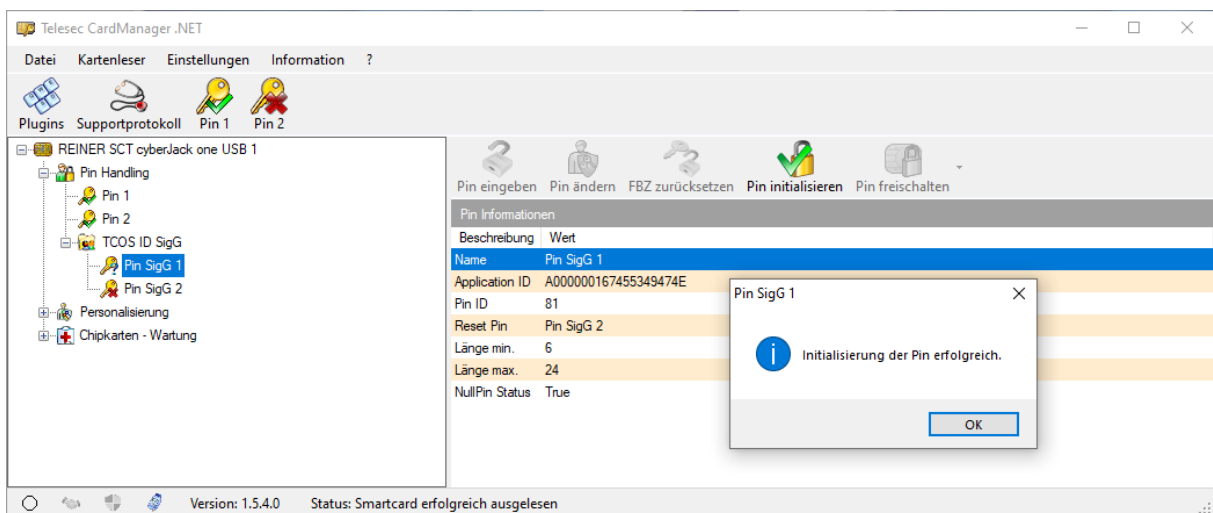 Telesec CardManager .NET
Datei Kartenleser Einstellungen Information ?
Plugins Supportprotokoll Pin 1 Pin 2
REINER SCT cyberJack one USB 1
Pin Handling
Pin 1
Pin 2
TCOS ID SigG
Pin SigG 1
Pin SigG 2
Personalisierung
Chipkarten - Wartung
Pin eingeben Pin ändern FBZ zurücksetzen Pin initialisieren Pin freischalten
Pin Informationen
Beschreibung Wert
Name Pin SigG 1
Application ID A000000167455349474E
Pin ID 81
Reset Pin Pin SigG 2
Länge min. 6
Länge max. 24
NullPin Status True
Pin SigG 1
Initialisierung der Pin erfolgreich.
OK
Version: 1.5.4.0 Status: Smartcard erfolgreich ausgelesen